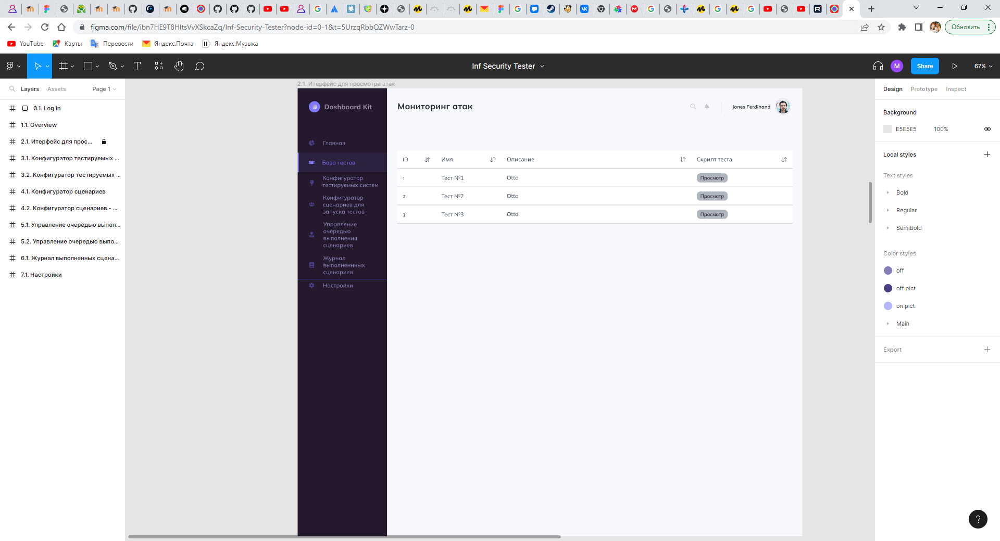 figma.com/file/ibn7HE9T8HItsVvXSkcaZq/Inf-Security-Tester?node-id=0-1&t=5UrzqRbbQZWwTarz-0
Обновить
YouTube
Карты
Перевести
Яндекс.Почта
Яндекс.Музыка
Inf Security Tester
M
Share
67%
Layers
Assets
Page 1
0.1. Log in
1.1. Overview
2.1. Итерфейс для прос...
3.1. Конфигуратор тестируемых ...
3.2. Конфигуратор тестируемых ...
4.1. Конфигуратор сценариев
4.2. Конфигуратор сценариев - ...
5.1. Управление очередью выпол...
5.2. Управление очередью выпо...
6.1. Журнал выполненных сцена...
7.1. Настройки
2.1. Итерфейс для просмотра атак
Dashboard Kit
Главная
База тестов
Конфигуратор
тестируемых систем
Конфигуратор
сценариев для
запуска тестов
Управление
очередью
выполнения
сценариев
Журнал
выполненнных
сценариев
Настройки
Мониторинг атак
Jones Ferdinand
ID Имя Описание Скрипт теста
1 Тест №1 Otto Просмотр
2 Тест №2 Otto Просмотр
3 Тест №3 Otto Просмотр
Design
Prototype
Inspect
Background
E5E5E5 100%
Local styles
Text styles
Bold
Regular
SemiBold
Color styles
off
off pict
on pict
Main
Export
?